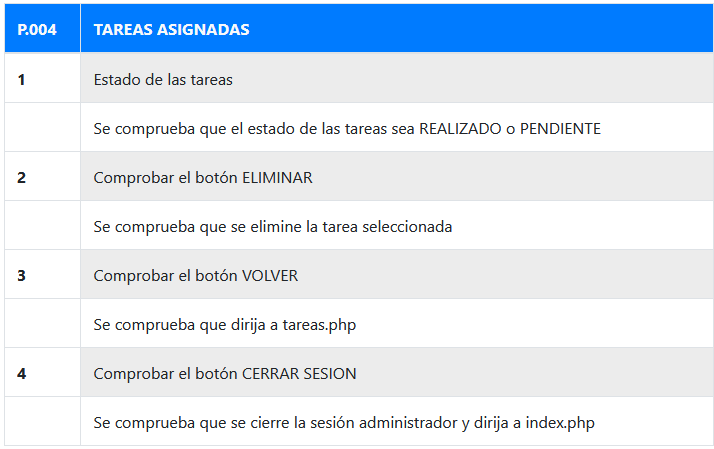 P.004 TAREAS ASIGNADAS
1 Estado de las tareas
Se comprueba que el estado de las tareas sea REALIZADO o PENDIENTE
2 Comprobar el botón ELIMINAR
Se comprueba que se elimine la tarea seleccionada
3 Comprobar el botón VOLVER
Se comprueba que dirija a tareas.php
4 Comprobar el botón CERRAR SESION
Se comprueba que se cierre la sesión administrador y dirija a index.php